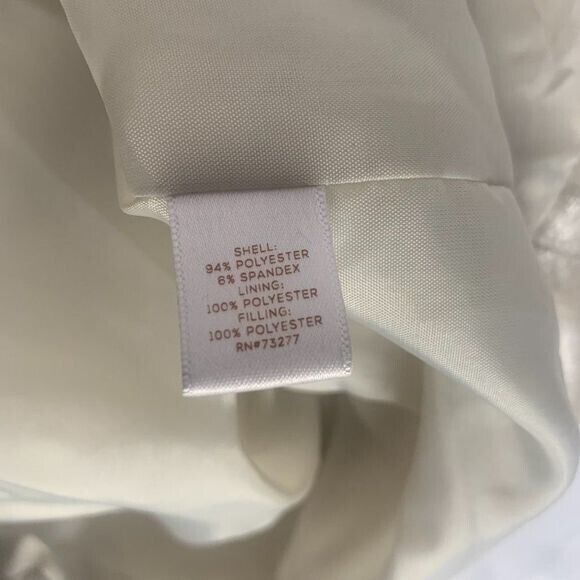 SHELL:
94% POLYESTER
6% SPANDEX
LINING:
100% POLYESTER
FILLING:
100% POLYESTER
RN#73277